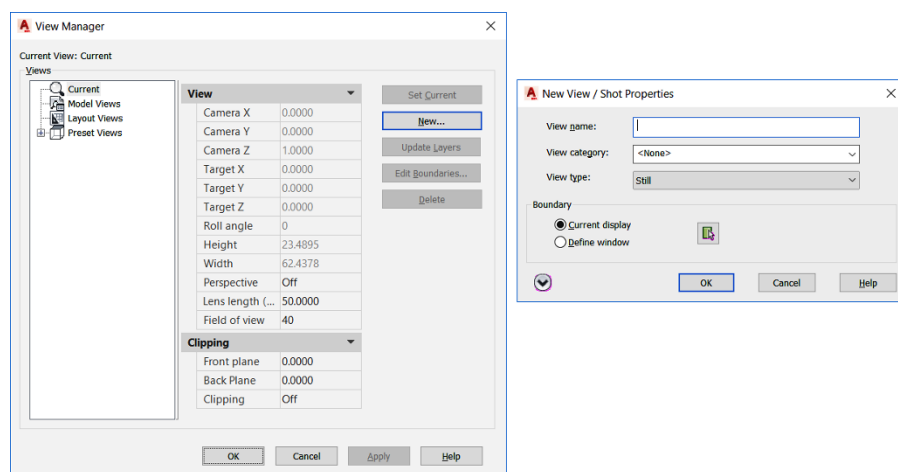 View Manager
Current View: Current
Views
Current
Model Views
Layout Views
Preset Views
View
Camera X 0.0000
Camera Y 0.0000
Camera Z 1.0000
Target X 0.0000
Target Y 0.0000
Target Z 0.0000
Roll angle 0
Height 23.4895
Width 62.4378
Perspective Off
Lens length (... 50.0000
Field of view 40
Clipping
Front plane 0.0000
Back Plane 0.0000
Clipping Off
Set Current
New...
Update Layers
Edit Boundaries...
Delete
OK Cancel Apply Help
New View / Shot Properties
View name:
View category: <None>
View type: Still
Boundary
Current display
Define window
OK Cancel Help